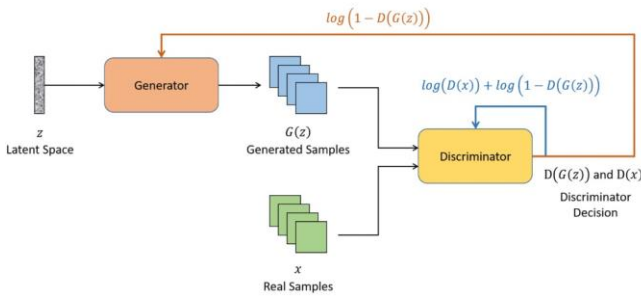 log(1 − D(G(z)))
Generator
log(D(x)) + log(1 − D(G(z)))
z
Latent Space
G(z)
Generated Samples
Discriminator
D(G(z)) and D(x)
Discriminator
Decision
x
Real Samples